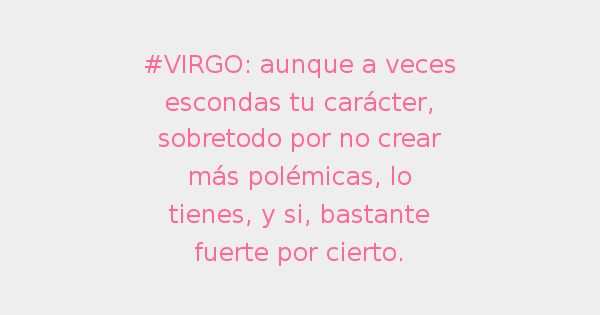 #VIRGO: aunque a veces
escondas tu carácter,
sobretodo por no crear
más polémicas, lo
tienes, y si, bastante
fuerte por cierto.